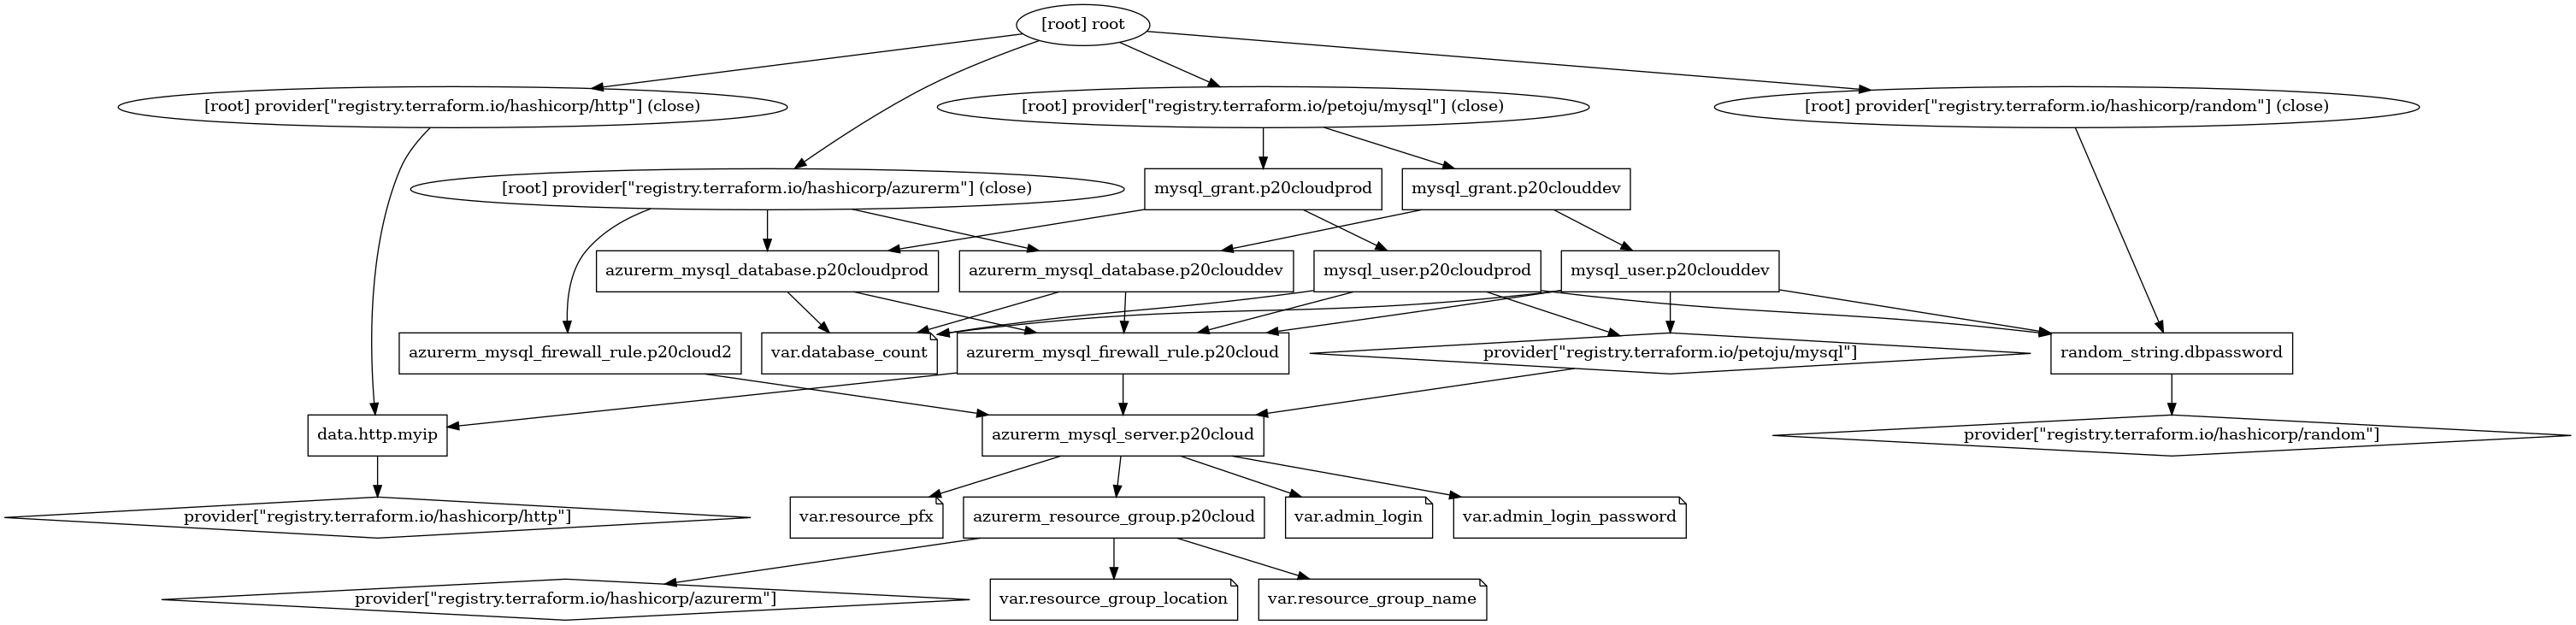 [root] root
[root] provider["registry.terraform.io/hashicorp/http"] (close)
[root] provider["registry.terraform.io/petoju/mysql"] (close)
[root] provider["registry.terraform.io/hashicorp/random"] (close)
[root] provider["registry.terraform.io/hashicorp/azurerm"] (close)
mysql_grant.p20cloudprod
mysql_grant.p20clouddev
azurerm_mysql_database.p20cloudprod
azurerm_mysql_database.p20clouddev
mysql_user.p20cloudprod
mysql_user.p20clouddev
azurerm_mysql_firewall_rule.p20cloud2
var.database_count
azurerm_mysql_firewall_rule.p20cloud
provider[\"registry.terraform.io/petoju/mysql\"]
random_string.dbpassword
data.http.myip
azurerm_mysql_server.p20cloud
provider[\"registry.terraform.io/hashicorp/random\"]
provider[\"registry.terraform.io/hashicorp/http\"]
var.resource_pfx
azurerm_resource_group.p20cloud
var.admin_login
var.admin_login_password
provider[\"registry.terraform.io/hashicorp/azurerm\"]
var.resource_group_location
var.resource_group_name